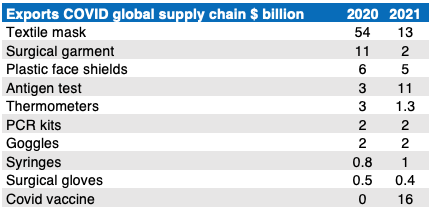 Exports COVID global supply chain $ billion 2020 2021
Textile mask 54 13
Surgical garment 11 2
Plastic face shields 6 5
Antigen test 3 11
Thermometers 3 1.3
PCR kits 2 2
Goggles 2 2
Syringes 0.8 1
Surgical gloves 0.5 0.4
Covid vaccine 0 16